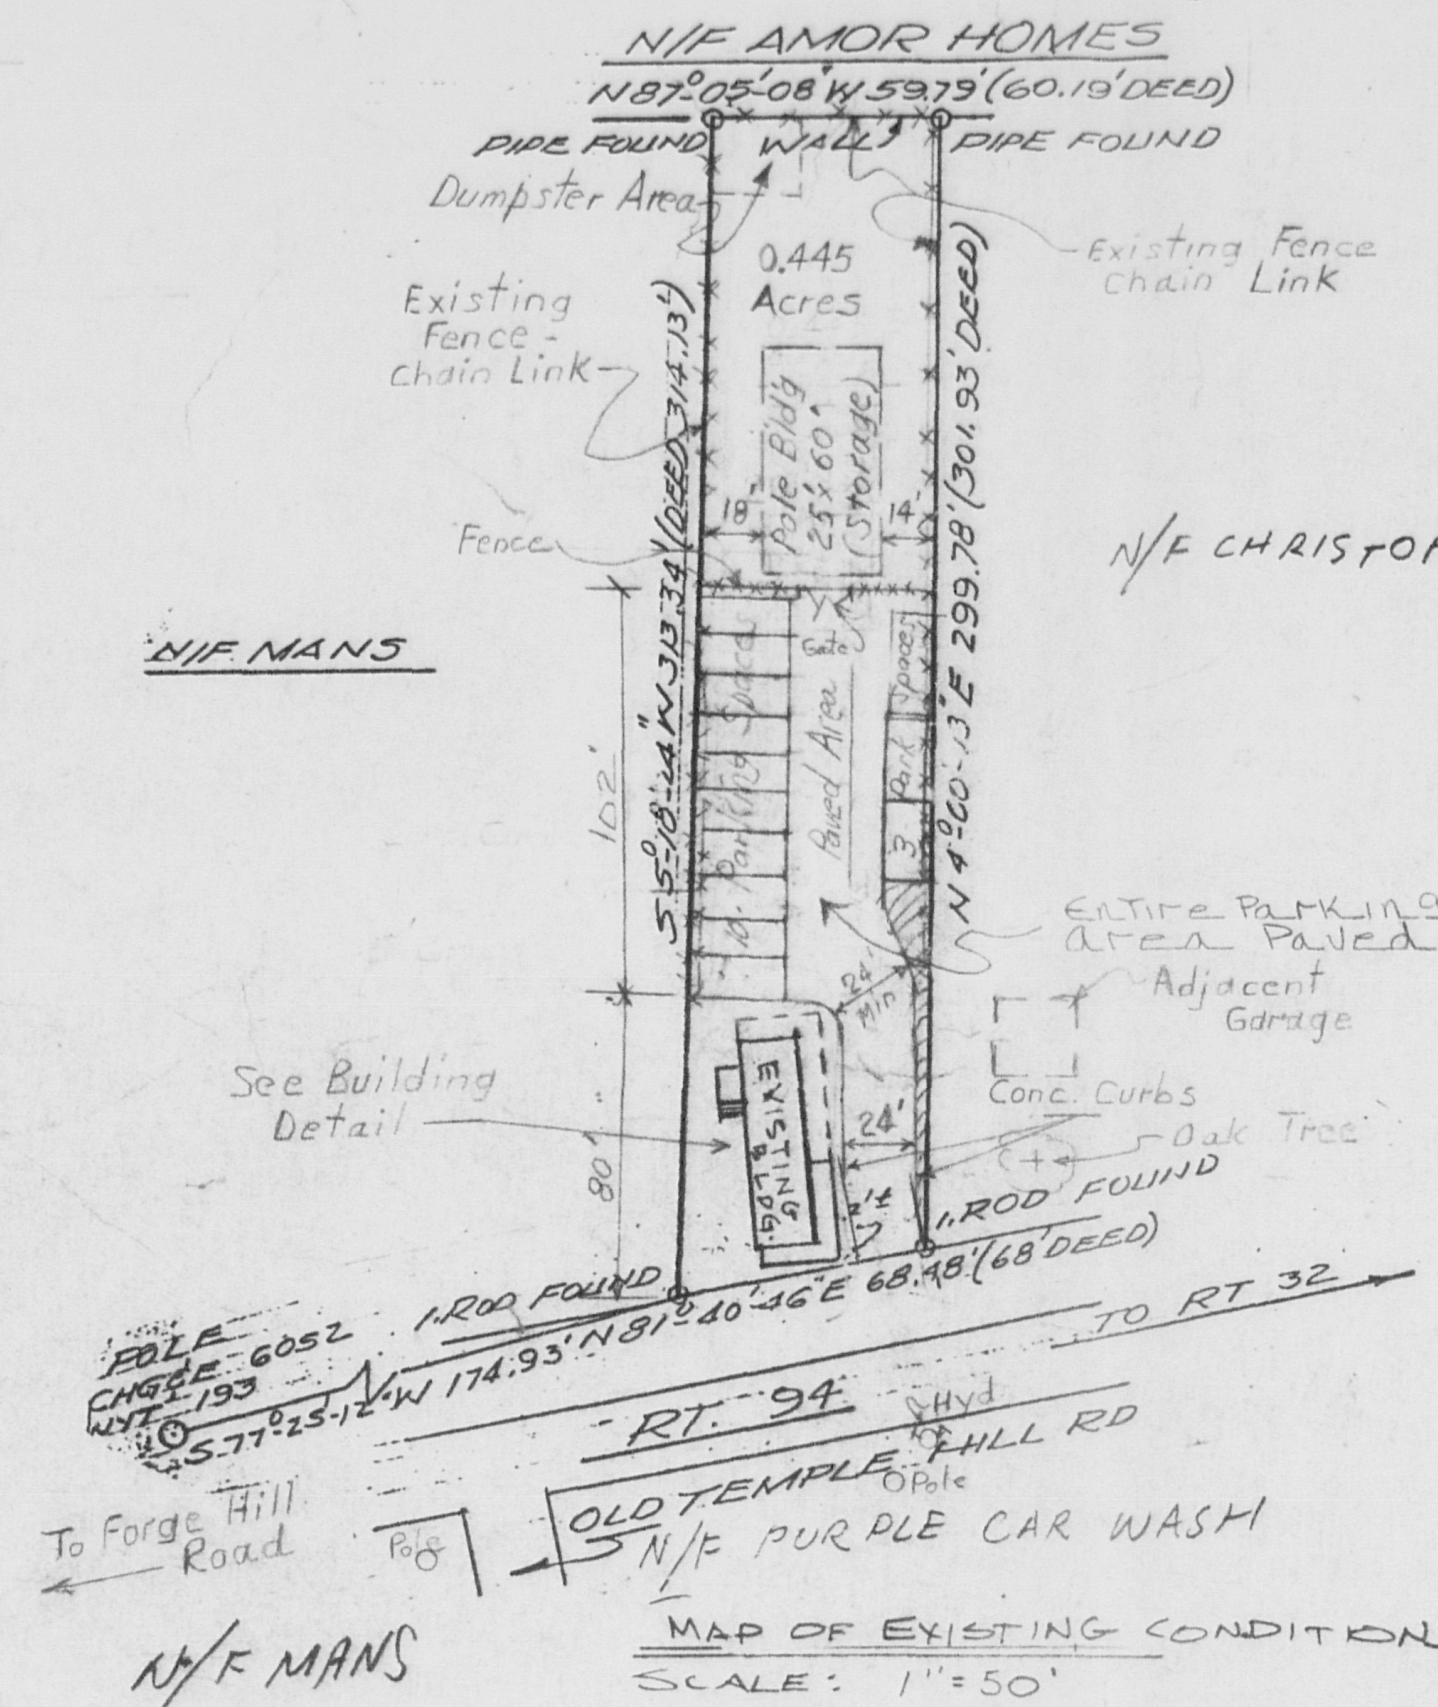 N/F AMOR HOMES
N87°-05'-08" W 59.79' (60.19' DEED)
PIPE FOUND
WALL
PIPE FOUND
Dumpster Area
0.445
Acres
Existing Fence
Chain Link
Existing
Fence -
Chain Link
S 5°-18'-24" W 313.34' (DEED 314.13')
N 4°-00'-13" E 299.78' (301.93' DEED)
Pole Bldg
25' x 60'
(Storage)
18'
14'
Fence
N/F CHRISTOP
N/F MANS
Gate
10 Parking Spaces
Paved Area
3 Park Spaces
102'
Entire Parking
Area Paved
24'
Min
Adjacent
Garage
See Building
Detail
EXISTING
BLDG.
Conc. Curbs
24'
Oak Tree
80'
I.ROD FOUND
I.ROD FOUND
N 81°-40'-46" E 68.48' (68' DEED)
POLE
CHG&E 6052
NYT 193
S 77°-25'-12" W 174.93'
TO RT 32
RT. 94
Hyd
OLD TEMPLE HILL RD
Pole
To Forge Hill
Road
Pole
N/F PURPLE CAR WASH
N/F MANS
MAP OF EXISTING CONDITION
SCALE: 1" = 50'